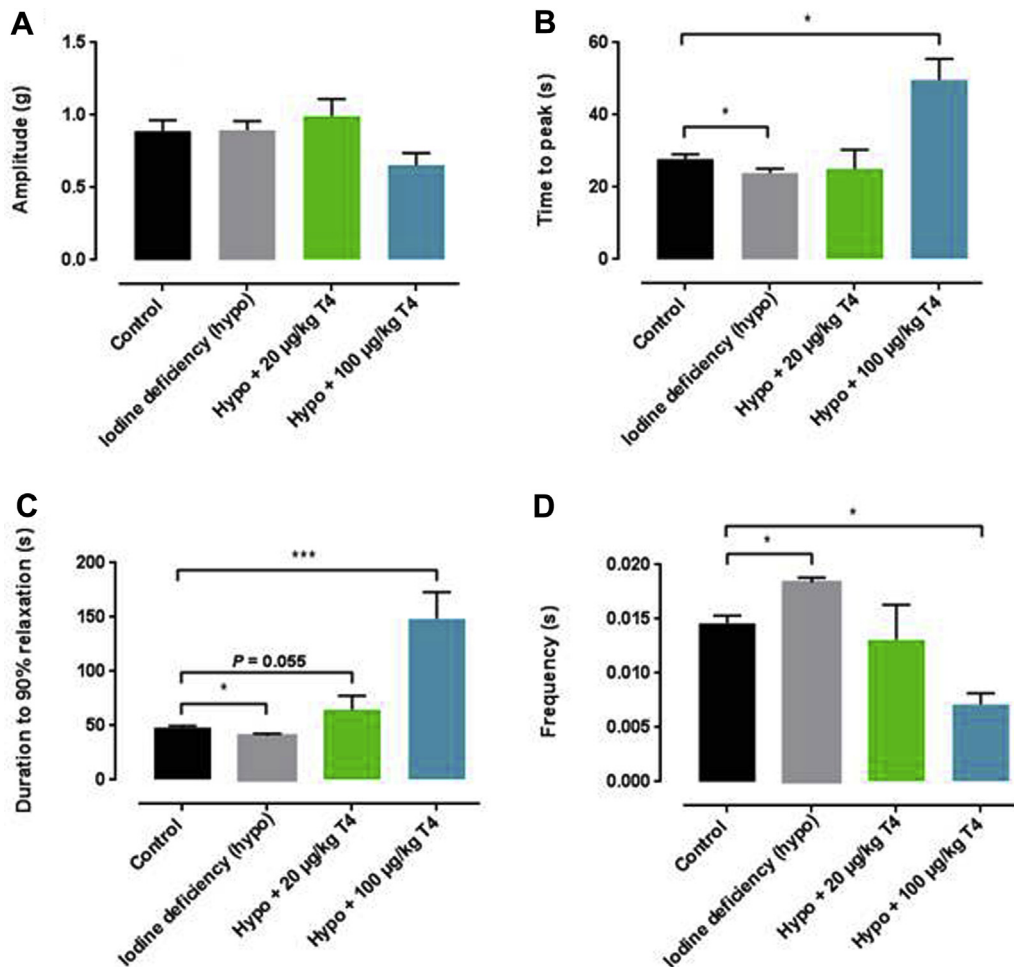 A
Amplitude (g)
1.5
1.0
0.5
0.0
Control
Iodine deficiency (hypo)
Hypo + 20 µg/kg T4
Hypo + 100 µg/kg T4
B
Time to peak (s)
60
40
20
0
*
*
Control
Iodine deficiency (hypo)
Hypo + 20 µg/kg T4
Hypo + 100 µg/kg T4
C
Duration to 90% relaxation (s)
200
150
100
50
0
***
P = 0.055
*
Control
Iodine deficiency (hypo)
Hypo + 20 µg/kg T4
Hypo + 100 µg/kg T4
D
Frequency (s)
0.020
0.015
0.010
0.005
0.000
*
*
Control
Iodine deficiency (hypo)
Hypo + 20 µg/kg T4
Hypo + 100 µg/kg T4